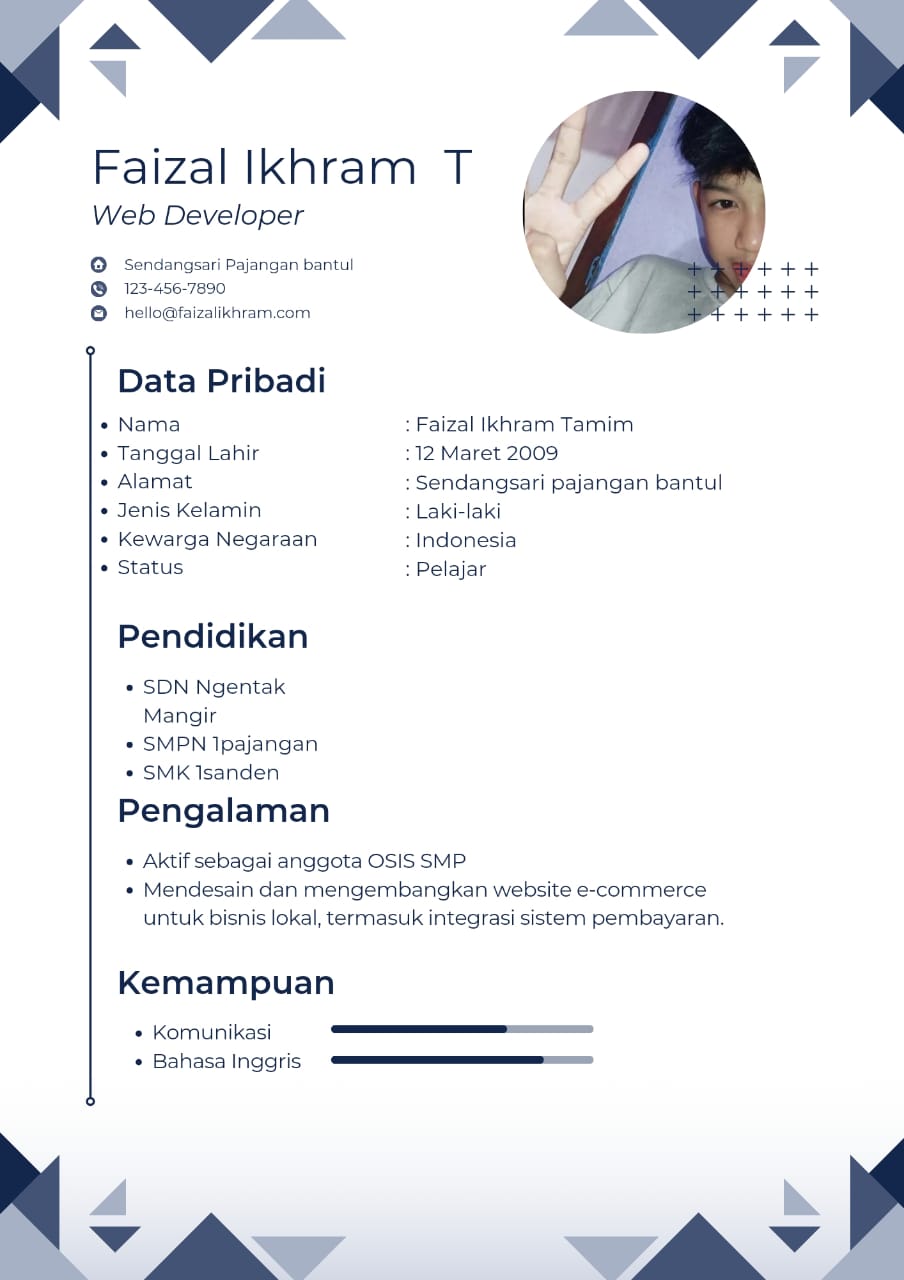 Faizal Ikhram T
Web Developer
Sendangsari Pajangan bantul
123-456-7890
hello@faizalikhram.com
Data Pribadi
Nama : Faizal Ikhram Tamim
Tanggal Lahir : 12 Maret 2009
Alamat : Sendangsari pajangan bantul
Jenis Kelamin : Laki-laki
Kewarga Negaraan : Indonesia
Status : Pelajar
Pendidikan
SDN Ngentak
Mangir
SMPN 1pajangan
SMK 1sanden
Pengalaman
Aktif sebagai anggota OSIS SMP
Mendesain dan mengembangkan website e-commerce
untuk bisnis lokal, termasuk integrasi sistem pembayaran.
Kemampuan
Komunikasi
Bahasa Inggris